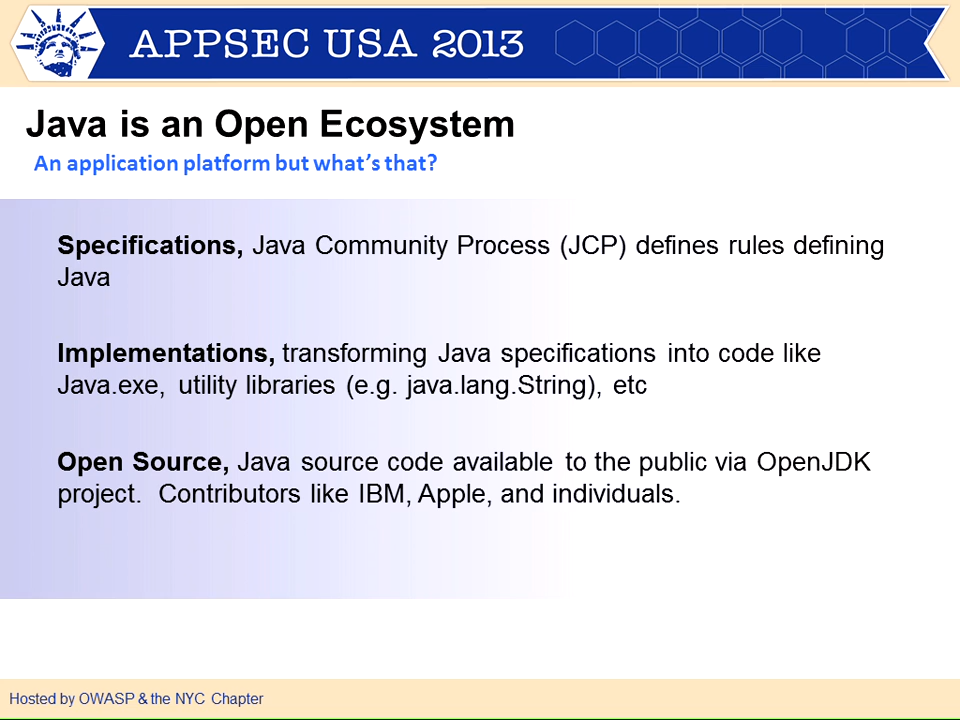 APPSEC USA 2013
Java is an Open Ecosystem
An application platform but what's that?
Specifications, Java Community Process (JCP) defines rules defining
Java
Implementations, transforming Java specifications into code like
Java.exe, utility libraries (e.g. java.lang.String), etc
Open Source, Java source code available to the public via OpenJDK
project.  Contributors like IBM, Apple, and individuals.
Hosted by OWASP & the NYC Chapter